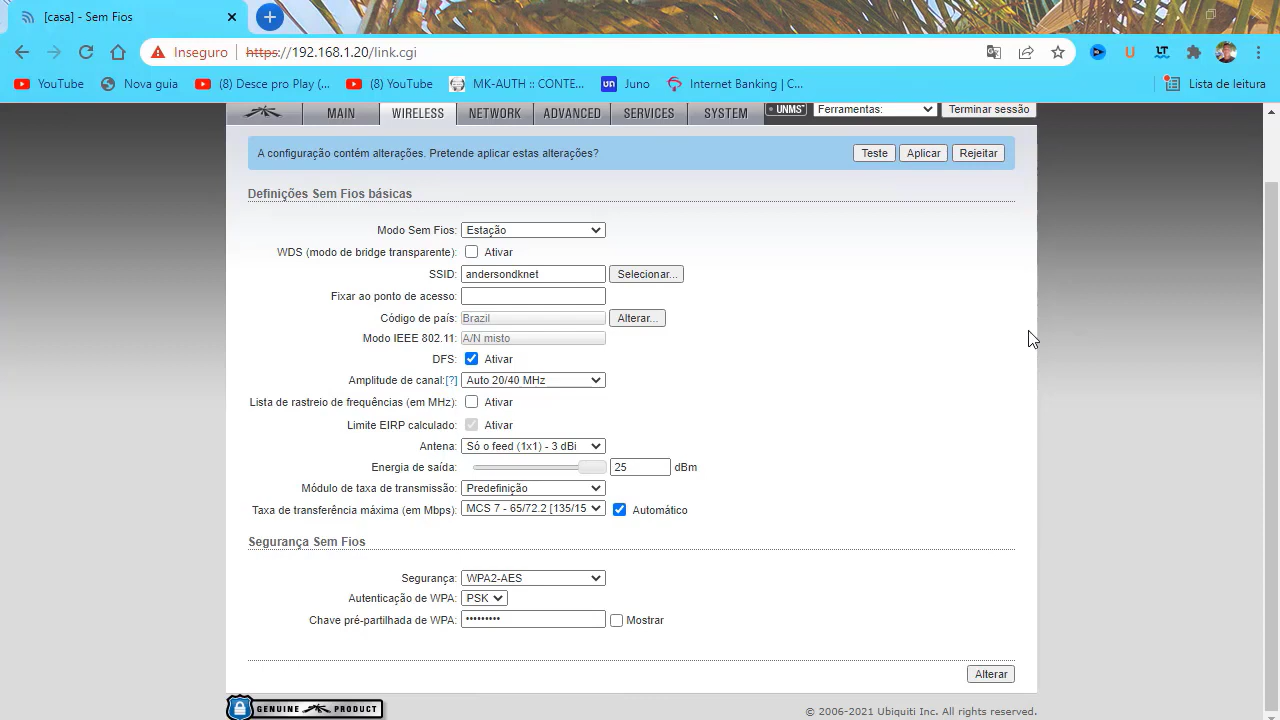 [casa] - Sem Fios
Inseguro https://192.168.1.20/link.cgi
YouTube Nova guia (8) Desce pro Play (... (8) YouTube MK-AUTH :: CONTE... Juno Internet Banking | C... Lista de leitura
MAIN WIRELESS NETWORK ADVANCED SERVICES SYSTEM UNMS Ferramentas: Terminar sessão
A configuração contém alterações. Pretende aplicar estas alterações? Teste Aplicar Rejeitar
Definições Sem Fios básicas
Modo Sem Fios: Estação
WDS (modo de bridge transparente): Ativar
SSID: andersondknet Selecionar...
Fixar ao ponto de acesso:
Código de país: Brazil Alterar...
Modo IEEE 802.11: A/N misto
DFS: Ativar
Amplitude de canal:[?] Auto 20/40 MHz
Lista de rastreio de frequências (em MHz): Ativar
Limite EIRP calculado: Ativar
Antena: Só o feed (1x1) - 3 dBi
Energia de saída: 25 dBm
Módulo de taxa de transmissão: Predefinição
Taxa de transferência máxima (em Mbps): MCS 7 - 65/72.2 [135/15 Automático
Segurança Sem Fios
Segurança: WPA2-AES
Autenticação de WPA: PSK
Chave pré-partilhada de WPA: ••••••••• Mostrar
Alterar
GENUINE PRODUCT
© 2006-2021 Ubiquiti Inc. All rights reserved.